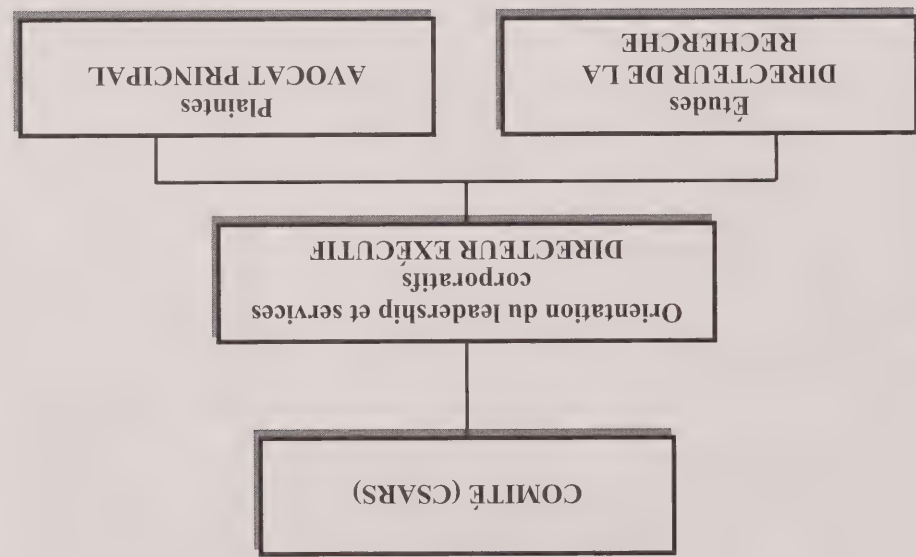 COMITÉ (CSARS)
Orientation du leadership et services
corporatifs
DIRECTEUR EXÉCUTIF
Études
DIRECTEUR DE LA
RECHERCHE
Plaintes
AVOCAT PRINCIPAL